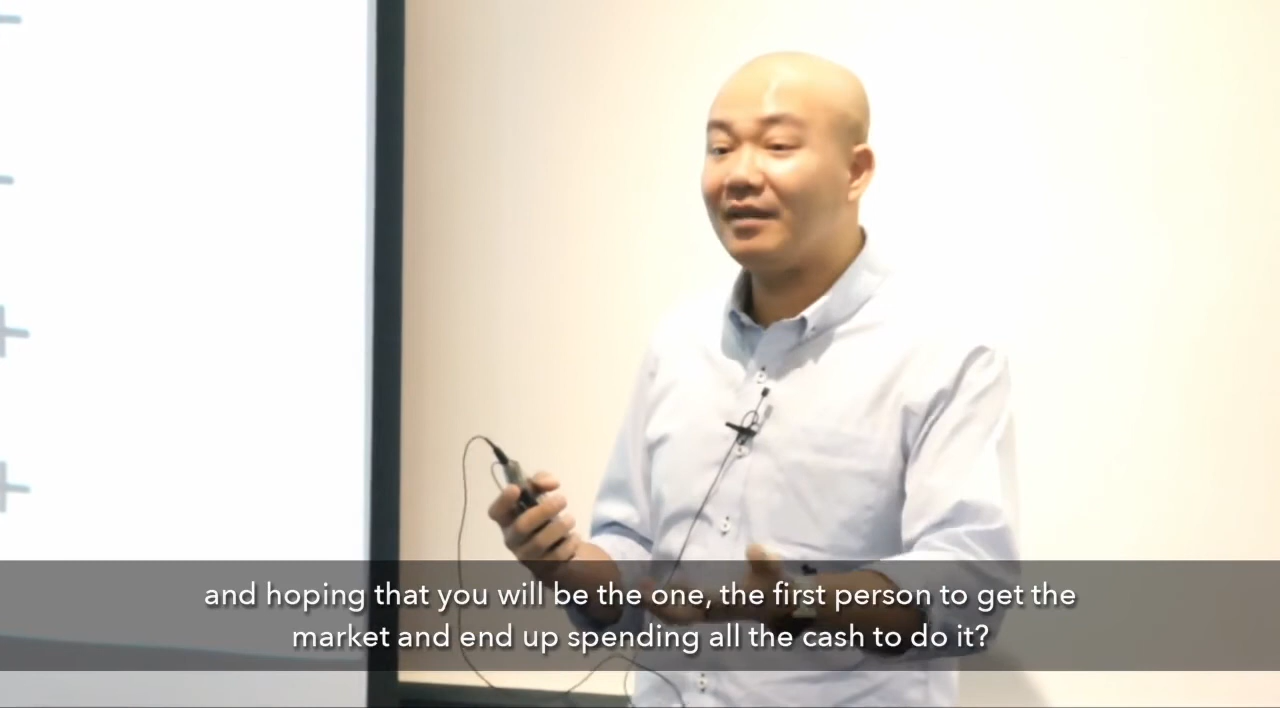 and hoping that you will be the one, the first person to get the
market and end up spending all the cash to do it?